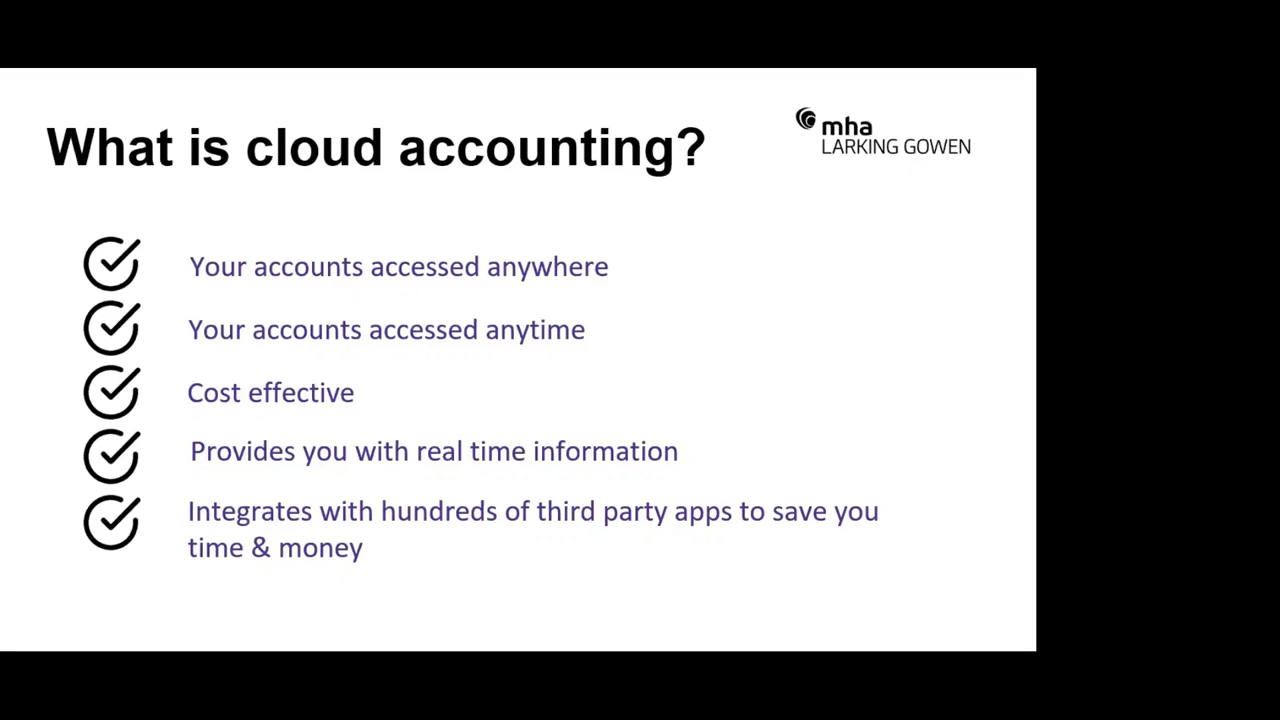 What is cloud accounting?
mha
LARKING GOWEN
Your accounts accessed anywhere
Your accounts accessed anytime
Cost effective
Provides you with real time information
Integrates with hundreds of third party apps to save you
time & money